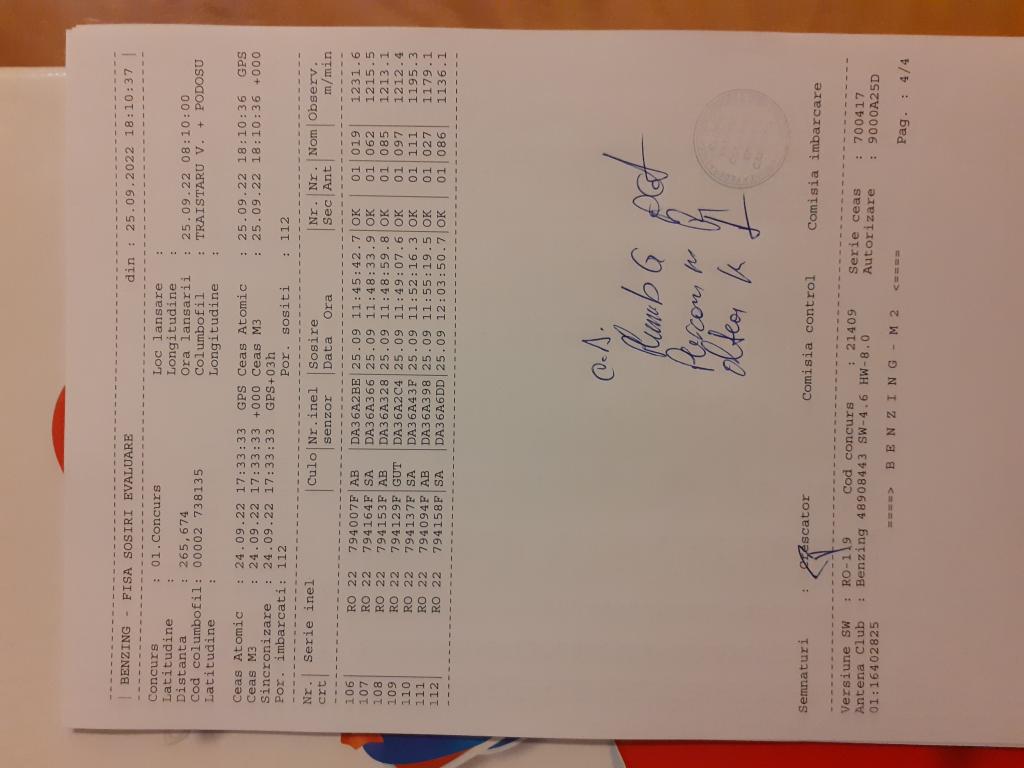 | BENZING - FISA SOSIRI EVALUARE din : 25.09.2022 18:10:37 |
Concurs : 01.Concurs Loc lansare :
Latitudine : Longitudine :
Distanta : 265,674 Ora lansarii : 25.09.22 08:10:00
Cod columbofil: 00002 738135 Columbofil : TRAISTARU V. + PODOSU
Latitudine : Longitudine :
Ceas Atomic : 24.09.22 17:33:33 GPS Ceas Atomic : 25.09.22 18:10:36 GPS
Ceas M3 : 24.09.22 17:33:33 +000 Ceas M3 : 25.09.22 18:10:36 +000
Sincronizare : 24.09.22 17:33:33 GPS+03h
Por. imbarcati: 112 Por. sositi : 112
Nr.| Serie inel |Culo|Nr.inel |Sosire |Nr. |Nr. |Nom |Observ.
crt| | |senzor |Data Ora |Sec |Ant | | m/min
106| RO 22 794007F|AB |DA36A2BE|25.09 11:45:42.7|OK | 01| 019| 1231.6
107| RO 22 794164F|SA |DA36A366|25.09 11:48:33.9|OK | 01| 062| 1215.5
108| RO 22 794153F|AB |DA36A328|25.09 11:48:59.8|OK | 01| 085| 1213.1
109| RO 22 794129F|GUT |DA36A2C4|25.09 11:49:07.6|OK | 01| 097| 1212.4
110| RO 22 794137F|SA |DA36A43F|25.09 11:52:16.3|OK | 01| 111| 1195.3
111| RO 22 794094F|AB |DA36A398|25.09 11:55:19.5|OK | 01| 027| 1179.1
112| RO 22 794158F|SA |DA36A6DD|25.09 12:03:50.7|OK | 01| 086| 1136.1
Semnaturi : Crescator Comisia control Comisia imbarcare
Versiune SW : RO-119 Cod concurs : 21409 Serie ceas : 700417
Antena Club : Benzing 48908443 SW-4.6 HW-8.0 Autorizare : 9000A25D
01:16402825
====> B E N Z I N G - M 2 <====
Pag. : 4/4